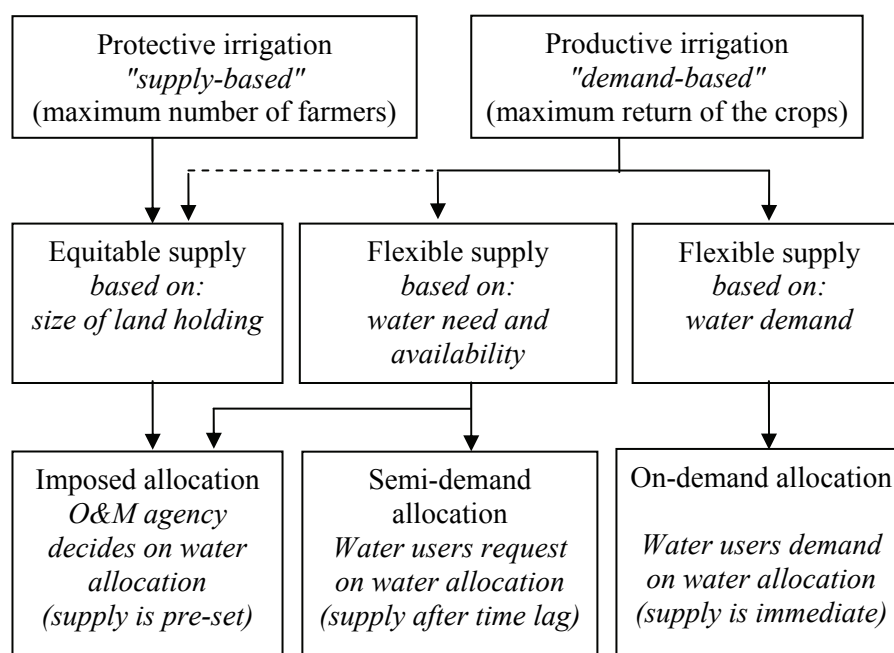 Protective irrigation
"supply-based"
(maximum number of farmers)
Productive irrigation
"demand-based"
(maximum return of the crops)
Equitable supply
based on:
size of land holding
Flexible supply
based on:
water need and
availability
Flexible supply
based on:
water demand
Imposed allocation
O&M agency
decides on water
allocation
(supply is pre-set)
Semi-demand
allocation
Water users request
on water allocation
(supply after time lag)
On-demand allocation
Water users demand
on water allocation
(supply is immediate)